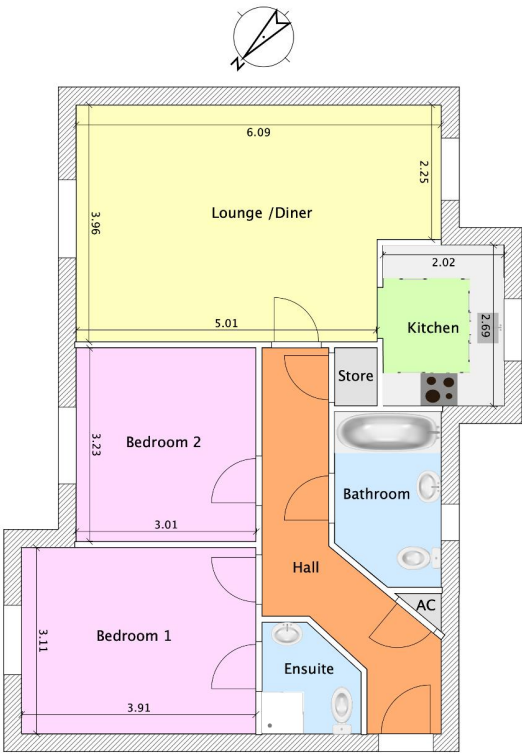 N
6.09
2.25
Lounge /Diner
3.96
2.02
5.01
Kitchen
2.69
Store
Bedroom 2
3.23
Bathroom
3.01
Hall
AC
Bedroom 1
3.11
Ensuite
3.91